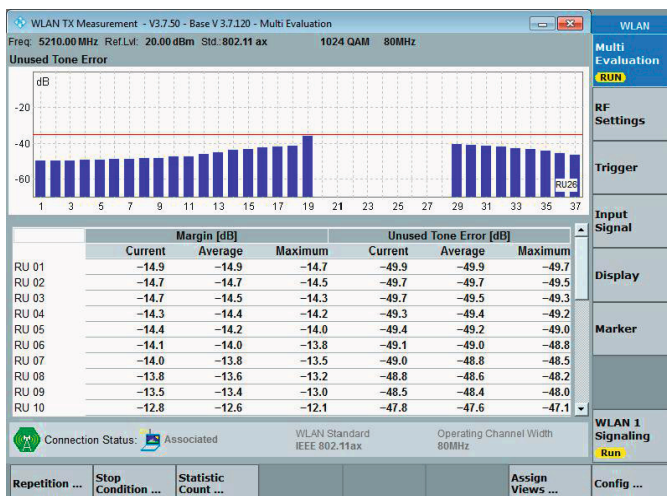 WLAN TX Measurement - V3.7.50 - Base V 3.7.120 - Multi Evaluation
WLAN
Freq: 5210.00 MHz Ref.Lvl: 20.00 dBm Std.: 802.11 ax 1024 QAM 80MHz
Unused Tone Error
Multi Evaluation
RUN
RF Settings
Trigger
Input Signal
Display
Marker
WLAN 1 Signaling
Run
dB
-20
-40
-60
RU26
1 3 5 7 9 11 13 15 17 19 21 23 25 27 29 31 33 35 37
Margin [dB] Unused Tone Error [dB]
Current Average Maximum Current Average Maximum
RU 01 -14.9 -14.9 -14.7 -49.9 -49.9 -49.7
RU 02 -14.7 -14.7 -14.5 -49.7 -49.7 -49.5
RU 03 -14.7 -14.5 -14.3 -49.7 -49.5 -49.3
RU 04 -14.3 -14.4 -14.2 -49.3 -49.4 -49.2
RU 05 -14.4 -14.2 -14.0 -49.4 -49.2 -49.0
RU 06 -14.1 -14.0 -13.8 -49.1 -49.0 -48.8
RU 07 -14.0 -13.8 -13.5 -49.0 -48.8 -48.5
RU 08 -13.8 -13.6 -13.2 -48.8 -48.6 -48.2
RU 09 -13.5 -13.4 -13.0 -48.5 -48.4 -48.0
RU 10 -12.8 -12.6 -12.1 -47.8 -47.6 -47.1
Connection Status: Associated
WLAN Standard
IEEE 802.11ax
Operating Channel Width
80MHz
Repetition ...
Stop Condition ...
Statistic Count ...
Assign Views ...
Config ...